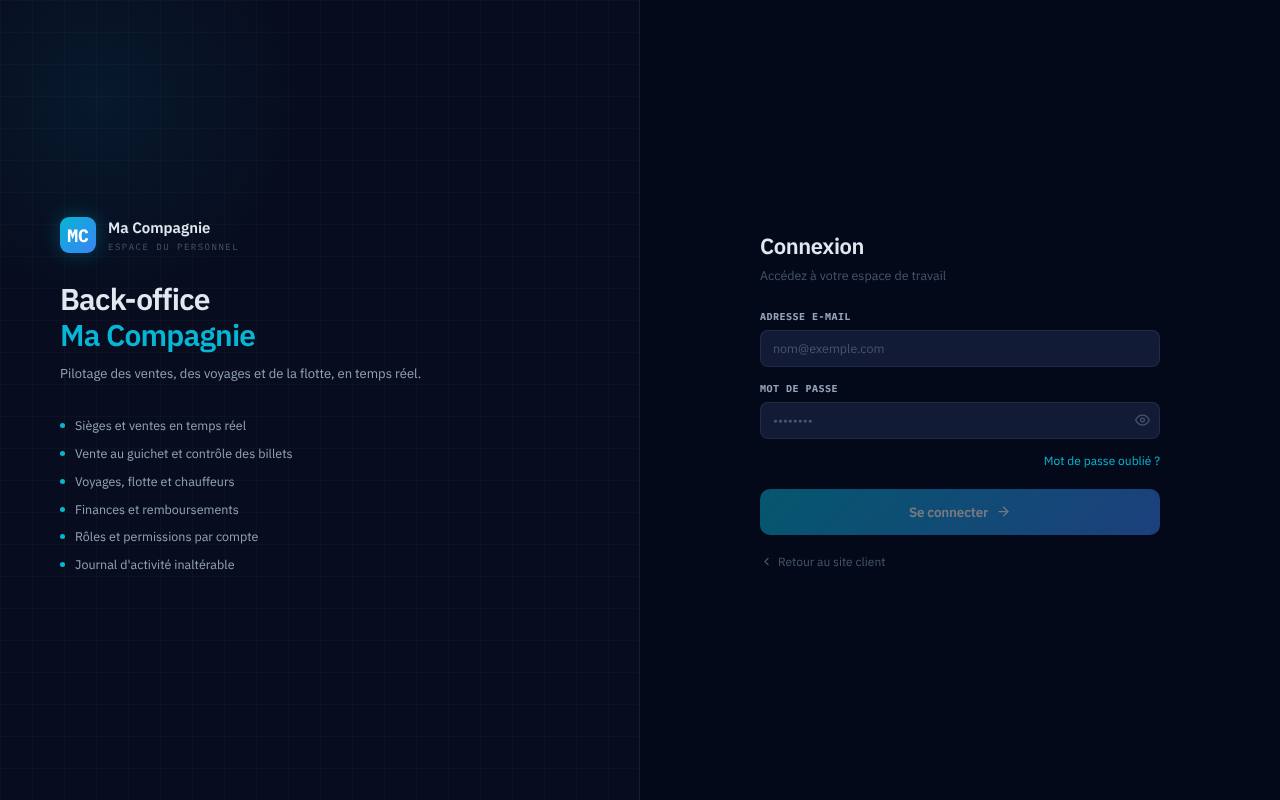 MC
Ma Compagnie
ESPACE DU PERSONNEL
Back-office
Ma Compagnie
Pilotage des ventes, des voyages et de la flotte, en temps réel.
Sièges et ventes en temps réel
Vente au guichet et contrôle des billets
Voyages, flotte et chauffeurs
Finances et remboursements
Rôles et permissions par compte
Journal d'activité inaltérable
Connexion
Accédez à votre espace de travail
ADRESSE E-MAIL
nom@exemple.com
MOT DE PASSE
••••••••
Mot de passe oublié ?
Se connecter →
Retour au site client